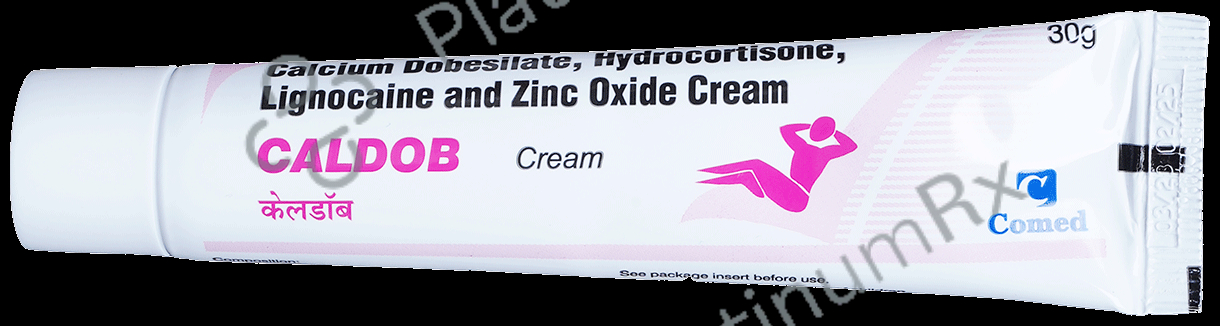 30g
Calcium Dobesilate, Hydrocortisone,
Lignocaine and Zinc Oxide Cream
CALDOB Cream
केलडॉब
Comed
Composition:
See package insert before use.
PlatinumRx